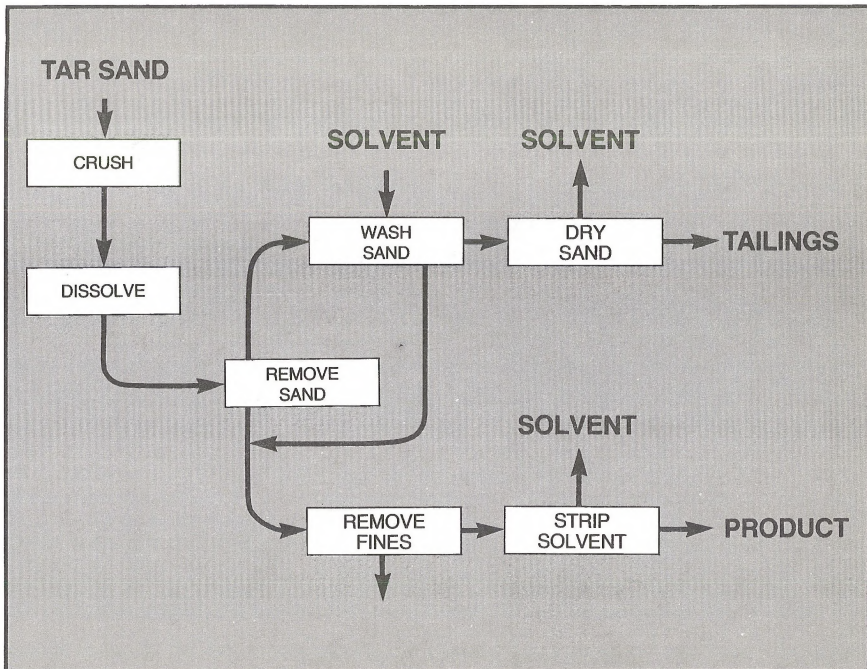 TAR SAND
CRUSH
DISSOLVE
REMOVE
SAND
SOLVENT
WASH
SAND
SOLVENT
DRY
SAND
TAILINGS
REMOVE
FINES
SOLVENT
STRIP
SOLVENT
PRODUCT